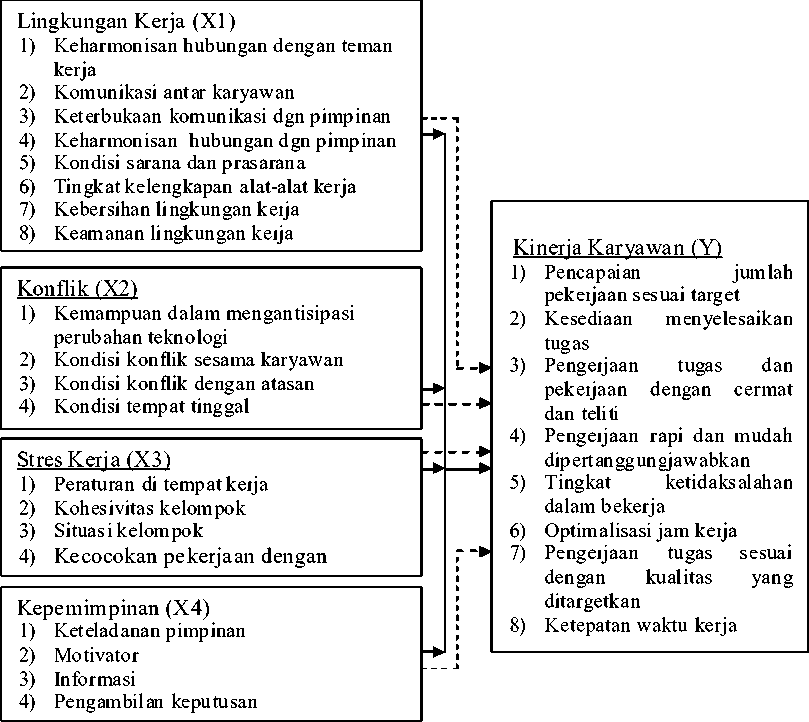 Lingkungan Kerja (X1)
1) Keharmonisan hubungan dengan teman
kerja
2) Komunikasi antar karyawan
3) Keterbukaan komunikasi dgn pimpinan
4) Keharmonisan hubungan dgn pimpinan
5) Kondisi sarana dan prasarana
6) Tingkat kelengkapan alat-alat kerja
7) Kebersihan lingkungan kerja
8) Keamanan lingkungan kerja
Konflik (X2)
1) Kemampuan dalam mengantisipasi
perubahan teknologi
2) Kondisi konflik sesama karyawan
3) Kondisi konflik dengan atasan
4) Kondisi tempat tinggal
Stres Kerja (X3)
1) Peraturan di tempat kerja
2) Kohesivitas kelompok
3) Situasi kelompok
4) Kecocokan pekerjaan dengan
Kepemimpinan (X4)
1) Keteladanan pimpinan
2) Motivator
3) Informasi
4) Pengambilan keputusan
Kinerja Karyawan (Y)
1) Pencapaian jumlah
pekerjaan sesuai target
2) Kesediaan menyelesaikan
tugas
3) Pengerjaan tugas dan
pekerjaan dengan cermat
dan teliti
4) Pengerjaan rapi dan mudah
dipertanggungjawabkan
5) Tingkat ketidaksalahan
dalam bekerja
6) Optimalisasi jam kerja
7) Pengerjaan tugas sesuai
dengan kualitas yang
ditargetkan
8) Ketepatan waktu kerja